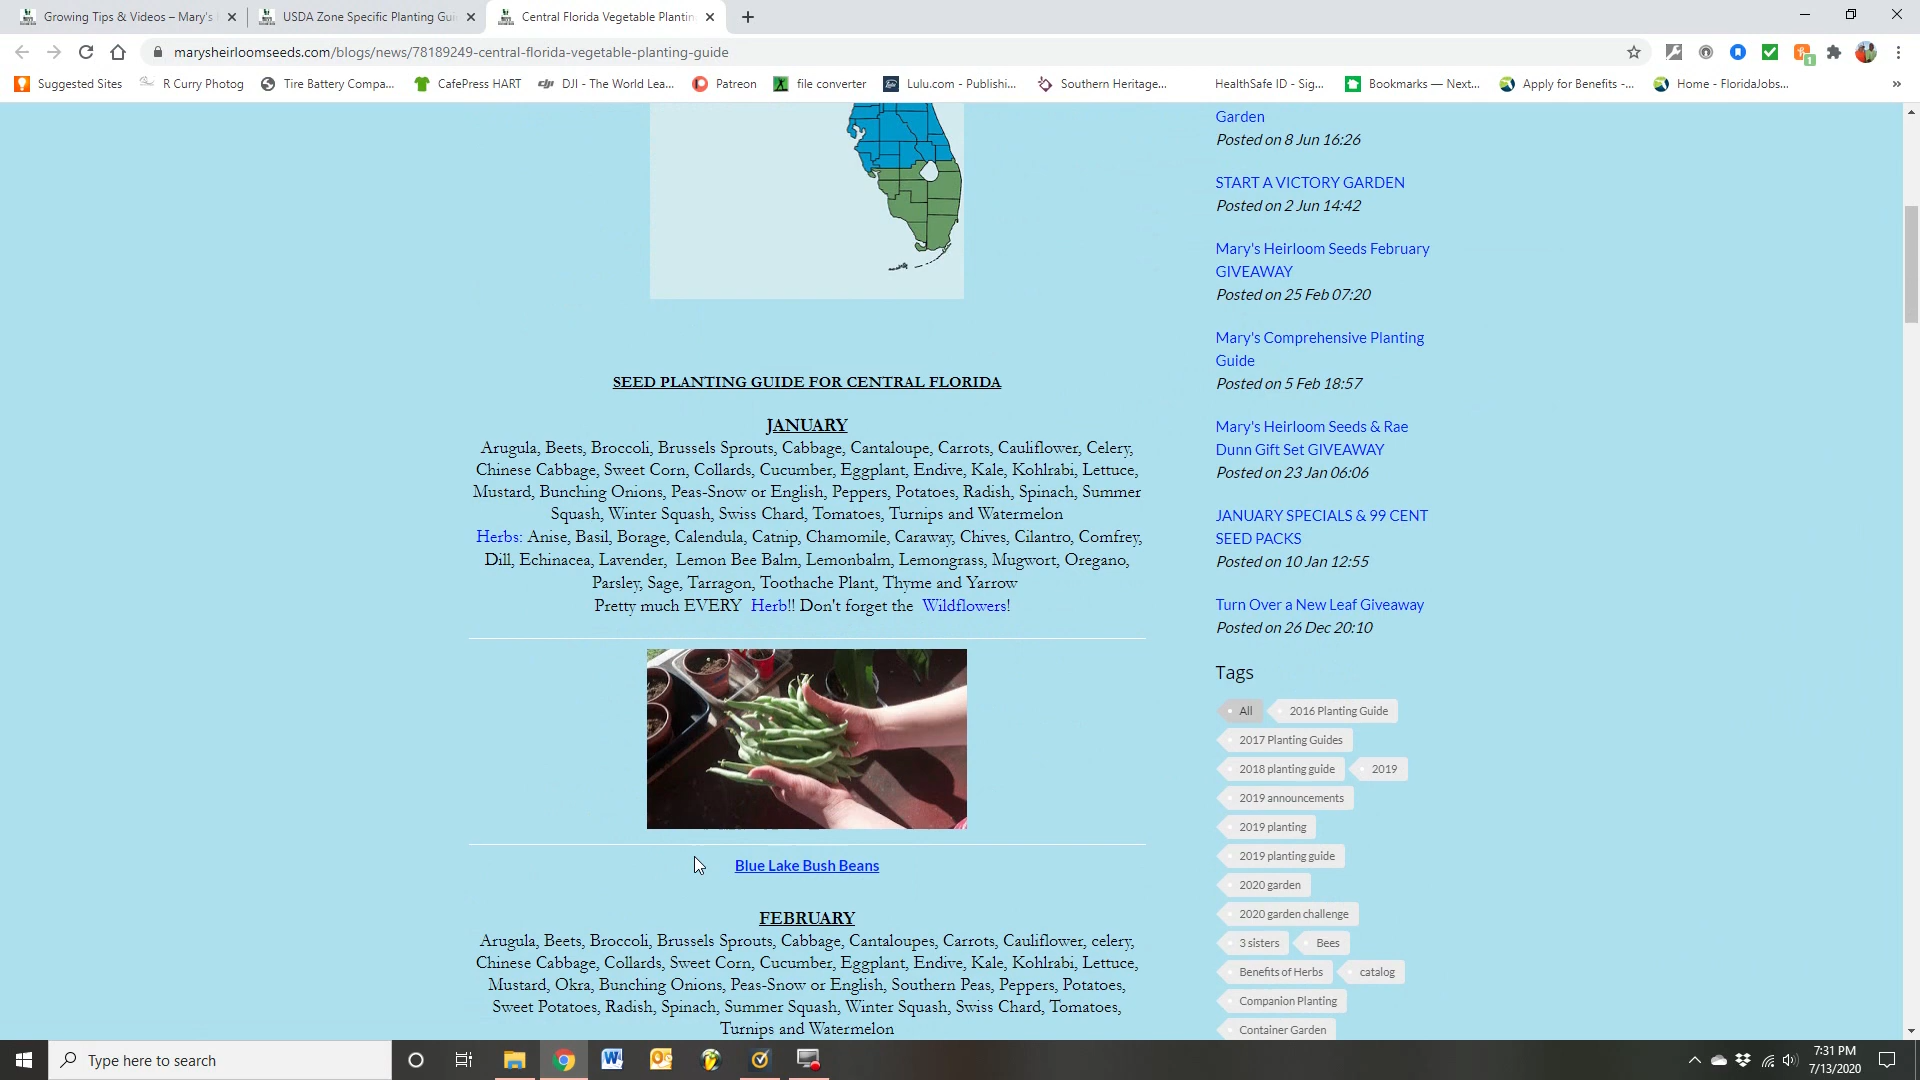 Growing Tips & Videos – Mary's
USDA Zone Specific Planting Gui
Central Florida Vegetable Plantin
marysheirloomseeds.com/blogs/news/78189249-central-florida-vegetable-planting-guide
1
Suggested Sites
R Curry Photog
Tire Battery Compa...
CafePress HART
DJI - The World Lea...
Patreon
file converter
Lulu.com - Publishi...
Southern Heritage...
HealthSafe ID - Sig...
Bookmarks — Next...
Apply for Benefits -...
Home - FloridaJobs...
»
SEED PLANTING GUIDE FOR CENTRAL FLORIDA
JANUARY
Arugula, Beets, Broccoli, Brussels Sprouts, Cabbage, Cantaloupe, Carrots, Cauliflower, Celery,
Chinese Cabbage, Sweet Corn, Collards, Cucumber, Eggplant, Endive, Kale, Kohlrabi, Lettuce,
Mustard, Bunching Onions, Peas-Snow or English, Peppers, Potatoes, Radish, Spinach, Summer
Squash, Winter Squash, Swiss Chard, Tomatoes, Turnips and Watermelon
Herbs: Anise, Basil, Borage, Calendula, Catnip, Chamomile, Caraway, Chives, Cilantro, Comfrey,
Dill, Echinacea, Lavender, Lemon Bee Balm, Lemonbalm, Lemongrass, Mugwort, Oregano,
Parsley, Sage, Tarragon, Toothache Plant, Thyme and Yarrow
Pretty much EVERY Herb!! Don't forget the Wildflowers!
Blue Lake Bush Beans
FEBRUARY
Arugula, Beets, Broccoli, Brussels Sprouts, Cabbage, Cantaloupes, Carrots, Cauliflower, celery,
Chinese Cabbage, Collards, Sweet Corn, Cucumber, Eggplant, Endive, Kale, Kohlrabi, Lettuce,
Mustard, Okra, Bunching Onions, Peas-Snow or English, Southern Peas, Peppers, Potatoes,
Sweet Potatoes, Radish, Spinach, Summer Squash, Winter Squash, Swiss Chard, Tomatoes,
Turnips and Watermelon
Garden
Posted on 8 Jun 16:26
START A VICTORY GARDEN
Posted on 2 Jun 14:42
Mary's Heirloom Seeds February
GIVEAWAY
Posted on 25 Feb 07:20
Mary's Comprehensive Planting
Guide
Posted on 5 Feb 18:57
Mary's Heirloom Seeds & Rae
Dunn Gift Set GIVEAWAY
Posted on 23 Jan 06:06
JANUARY SPECIALS & 99 CENT
SEED PACKS
Posted on 10 Jan 12:55
Turn Over a New Leaf Giveaway
Posted on 26 Dec 20:10
Tags
All
2016 Planting Guide
2017 Planting Guides
2018 planting guide
2019
2019 announcements
2019 planting
2019 planting guide
2020 garden
2020 garden challenge
3 sisters
Bees
Benefits of Herbs
catalog
Companion Planting
Container Garden
Type here to search
7:31 PM
7/13/2020